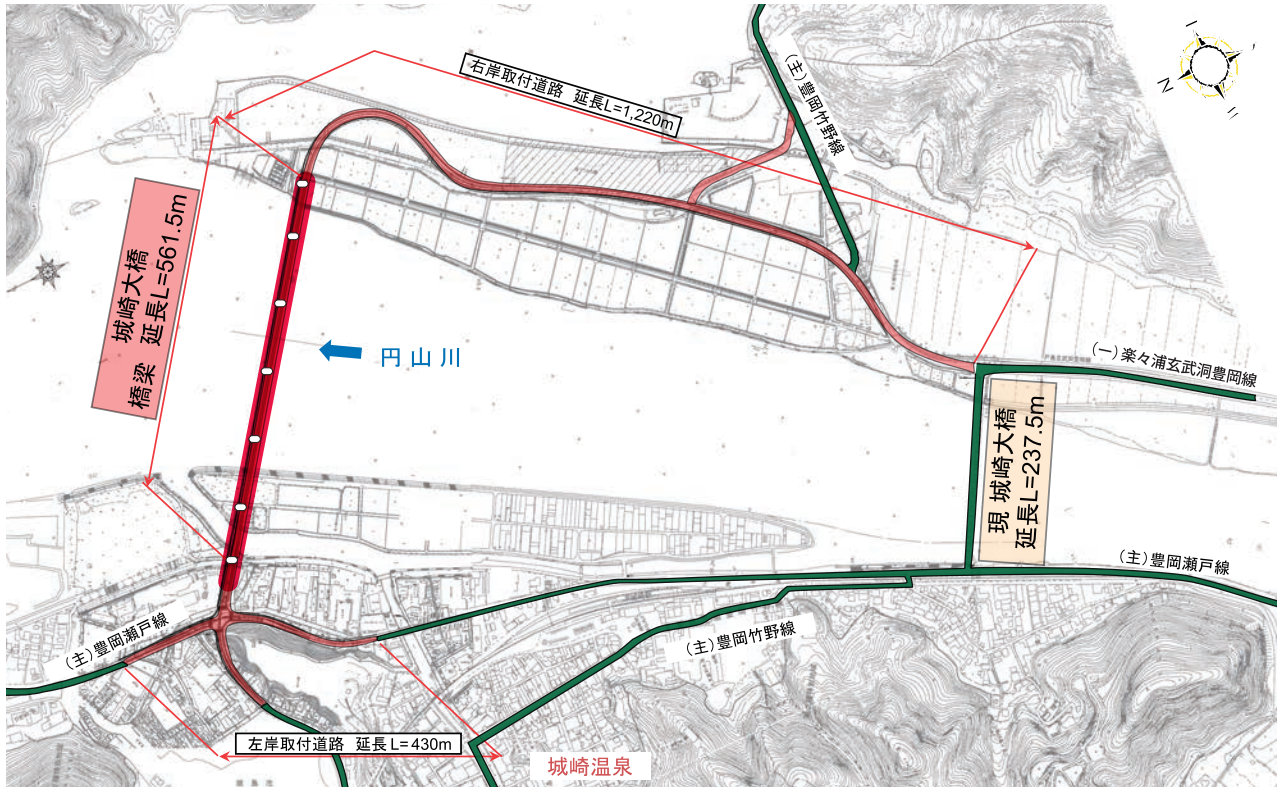 右岸取付道路 延長L=1,220m
(主)豊岡竹野線
N
橋梁 城崎大橋
延長L=561.5m
円山川
(一)楽々浦玄武洞豊岡線
現 城崎大橋
延長L=237.5m
(主)豊岡瀬戸線
(主)豊岡瀬戸線
(主)豊岡竹野線
左岸取付道路 延長L=430m
城崎温泉